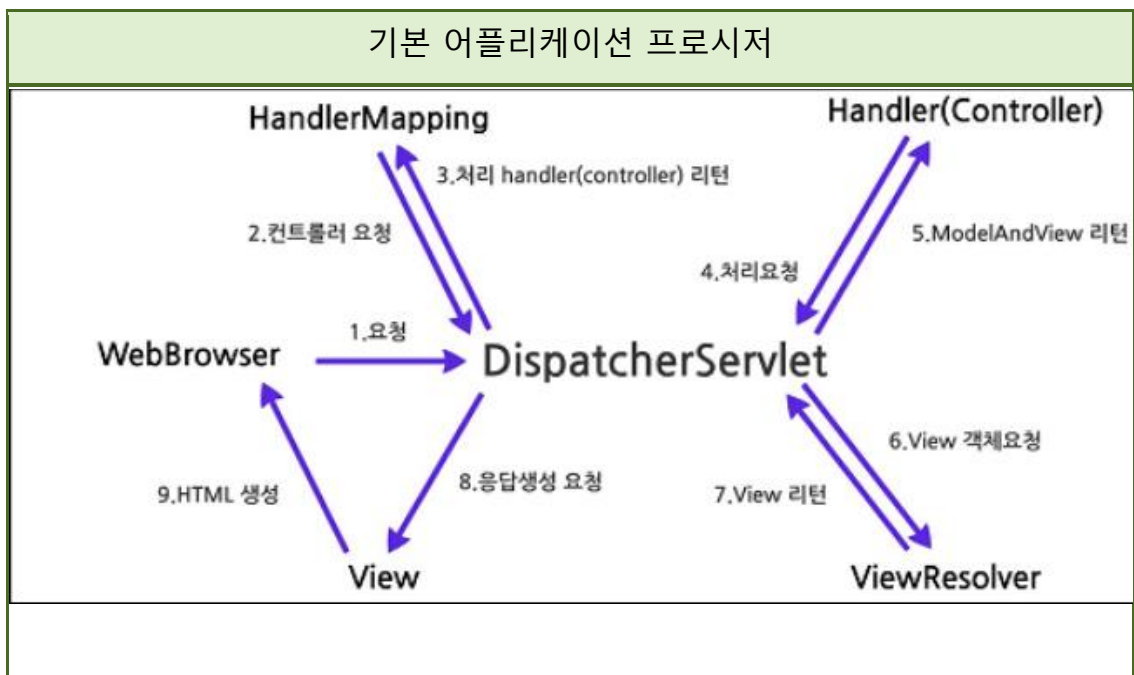 기본 어플리케이션 프로시저
HandlerMapping
Handler(Controller)
3.처리 handler(controller) 리턴
2.컨트롤러 요청
5.ModelAndView 리턴
4.처리요청
1.요청
WebBrowser
DispatcherServlet
6.View 객체요청
8.응답생성 요청
9.HTML 생성
7.View 리턴
View
ViewResolver